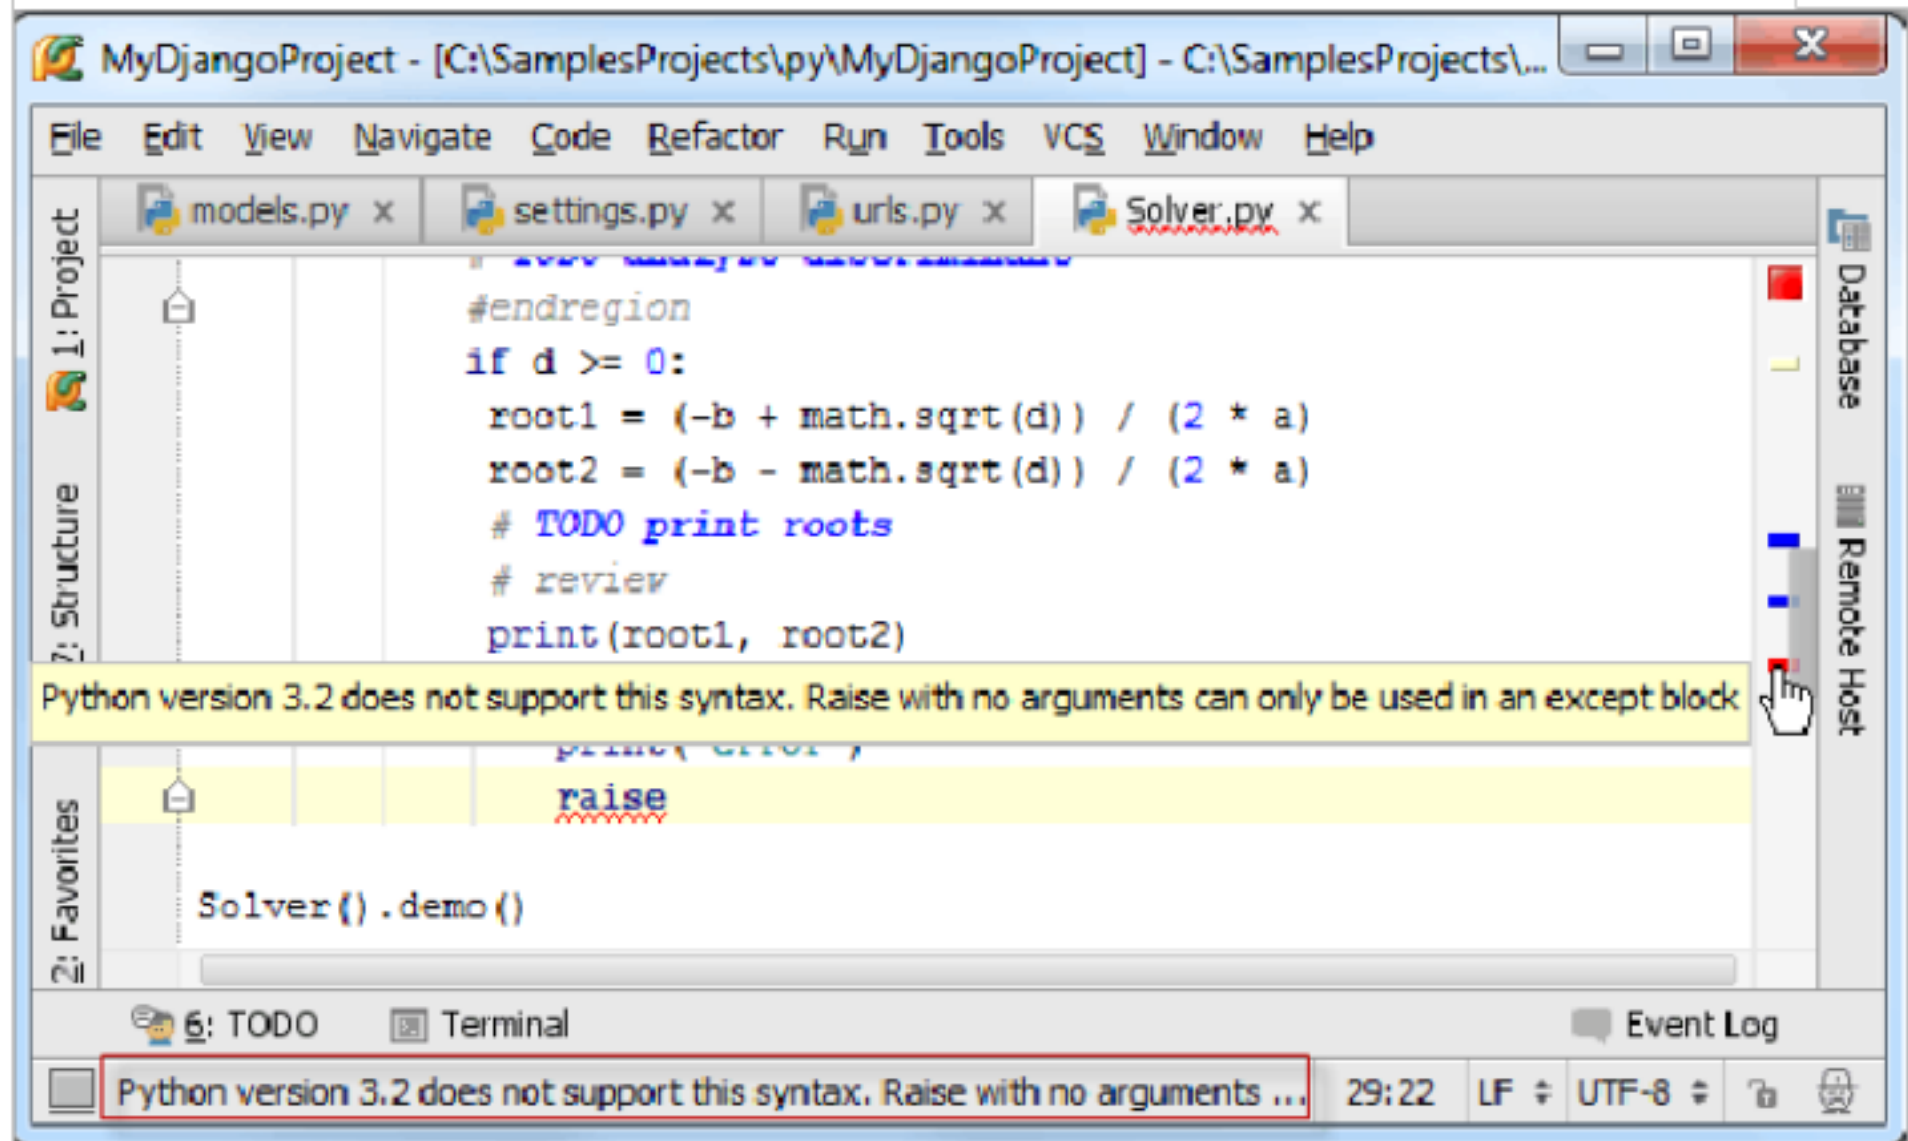 MyDjangoProject - [C:\SamplesProjects\py\MyDjangoProject] - C:\SamplesProjects\...
File Edit View Navigate Code Refactor Run Tools VCS Window Help
models.py settings.py urls.py Solver.py
1: Project
7: Structure
2: Favorites
# TODO analyze discriminant
#endregion
if d >= 0:
root1 = (-b + math.sqrt(d)) / (2 * a)
root2 = (-b - math.sqrt(d)) / (2 * a)
# TODO print roots
# review
print(root1, root2)
Python version 3.2 does not support this syntax. Raise with no arguments can only be used in an except block
print('error')
raise
Solver().demo()
Database
Remote Host
6: TODO Terminal Event Log
Python version 3.2 does not support this syntax. Raise with no arguments ... 29:22 LF UTF-8